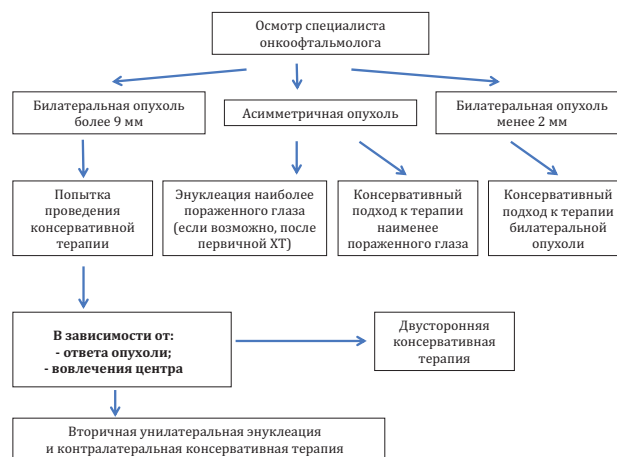 Осмотр специалиста
онкоофтальмолога
Билатеральная опухоль
более 9 мм
Асимметричная опухоль
Билатеральная опухоль
менее 2 мм
Попытка
проведения
консервативной
терапии
Энуклеация наиболее
пораженного глаза
(если возможно, после
первичной ХТ)
Консервативный
подход к терапии
наименее
пораженного глаза
Консервативный
подход к терапии
билатеральной
опухоли
В зависимости от:
- ответа опухоли;
- вовлечения центра
Двусторонняя
консервативная
терапия
Вторичная унилатеральная энуклеация
и контралатеральная консервативная терапия